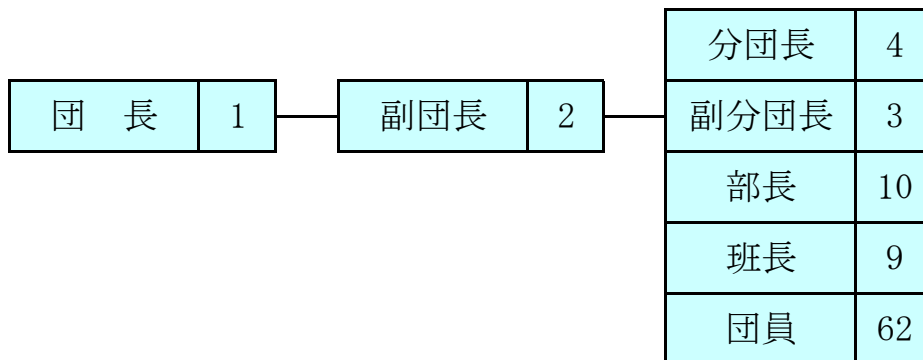 団　長 1
副団長 2
分団長 4
副分団長 3
部長 10
班長 9
団員 62